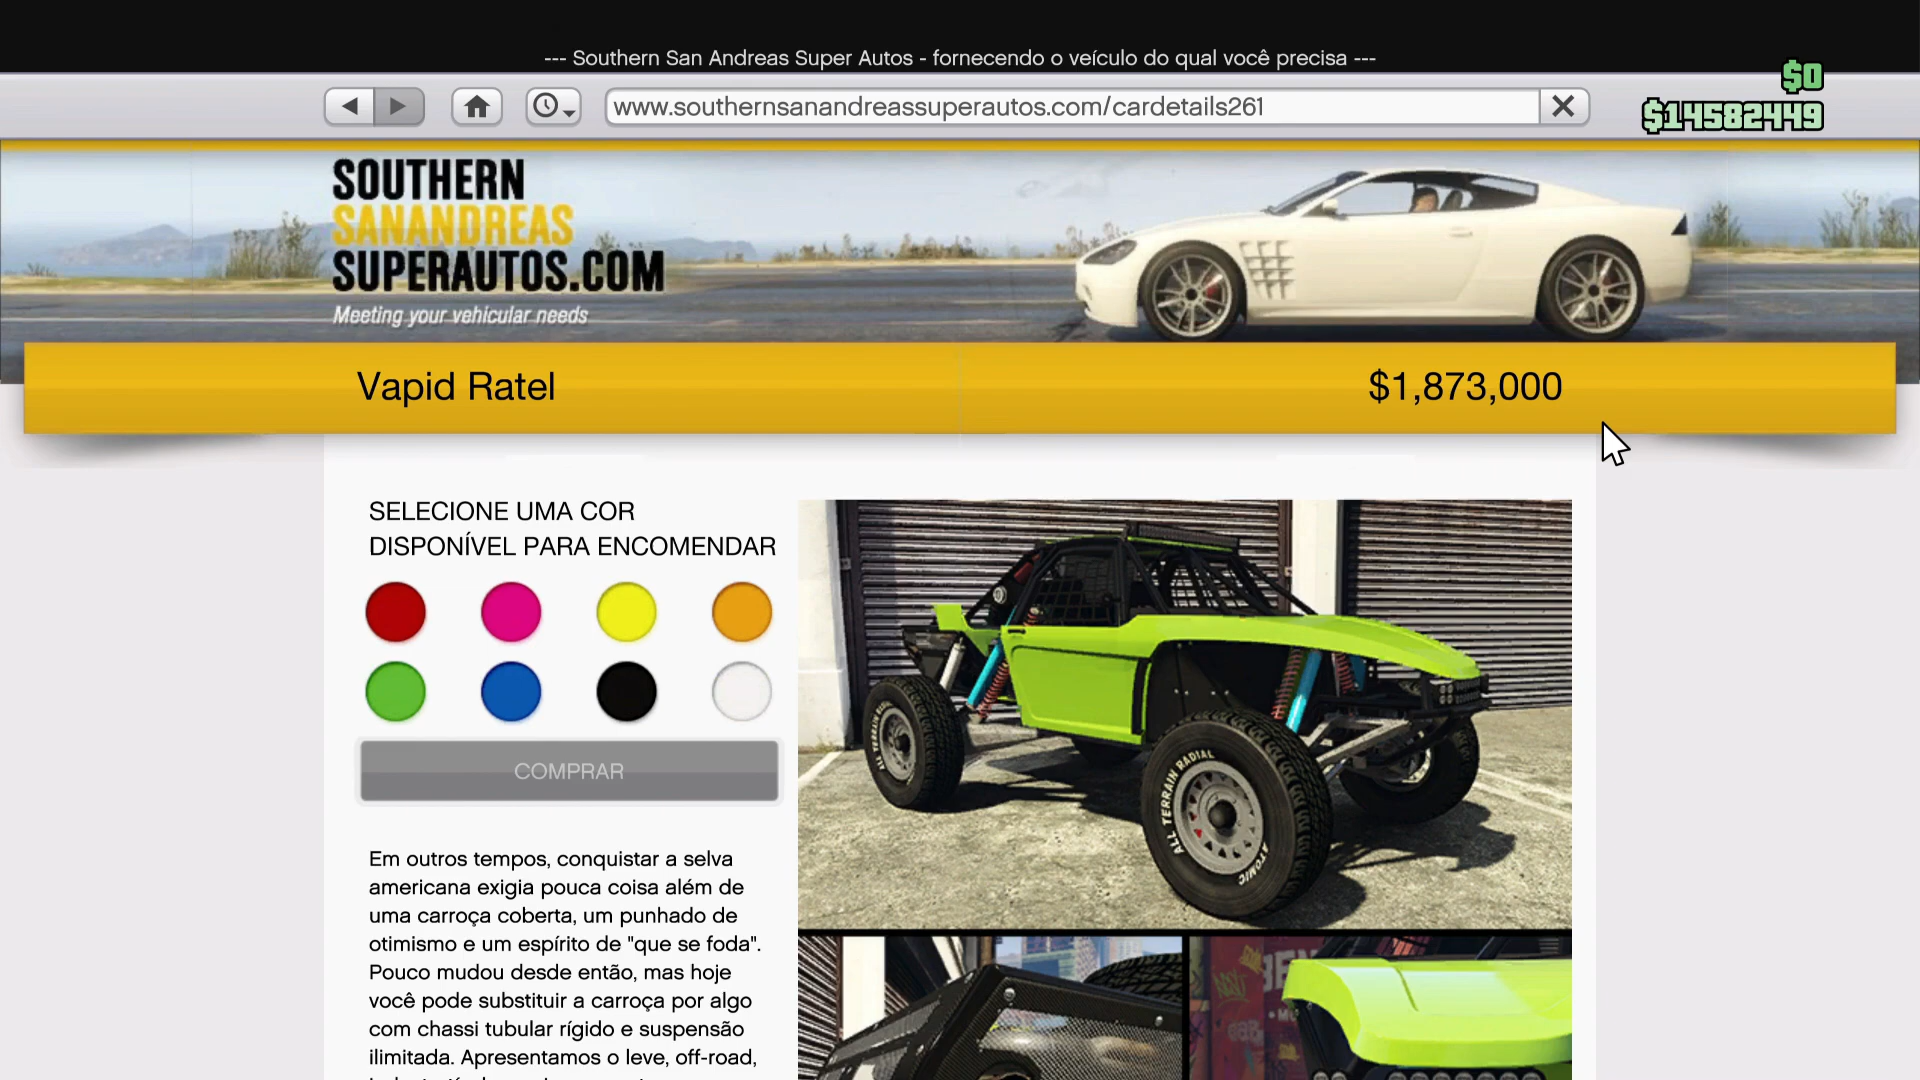 --- Southern San Andreas Super Autos - fornecendo o veículo do qual você precisa ---
$0
www.southernsanandreassuperautos.com/cardetails261
$14582449
SOUTHERN
SANANDREAS
SUPERAUTOS.COM
Meeting your vehicular needs
Vapid Ratel
$1,873,000
SELECIONE UMA COR
DISPONÍVEL PARA ENCOMENDAR
COMPRAR
Em outros tempos, conquistar a selva
americana exigia pouca coisa além de
uma carroça coberta, um punhado de
otimismo e um espírito de "que se foda".
Pouco mudou desde então, mas hoje
você pode substituir a carroça por algo
com chassi tubular rígido e suspensão
ilimitada. Apresentamos o leve, off-road,
ALL TERRAIN RADIAL
ATOMIC
ALL TERRAIN